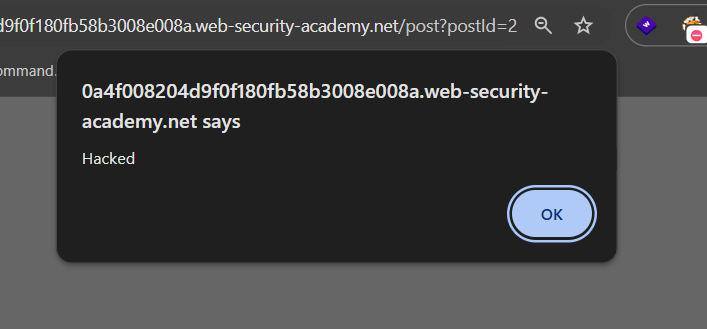 d9f0f180fb58b3008e008a.web-security-academy.net/post?postId=2
ommand.
0a4f008204d9f0f180fb58b3008e008a.web-security-
academy.net says
Hacked
OK